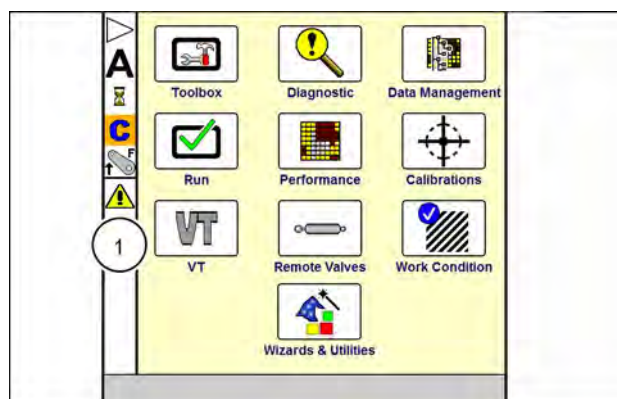 A
Toolbox Diagnostic Data Management
C
F
Run Performance Calibrations
1
VT
VT Remote Valves Work Condition
Wizards & Utilities